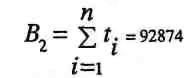 B₂ = n∑i=1 tᵢ = 92874